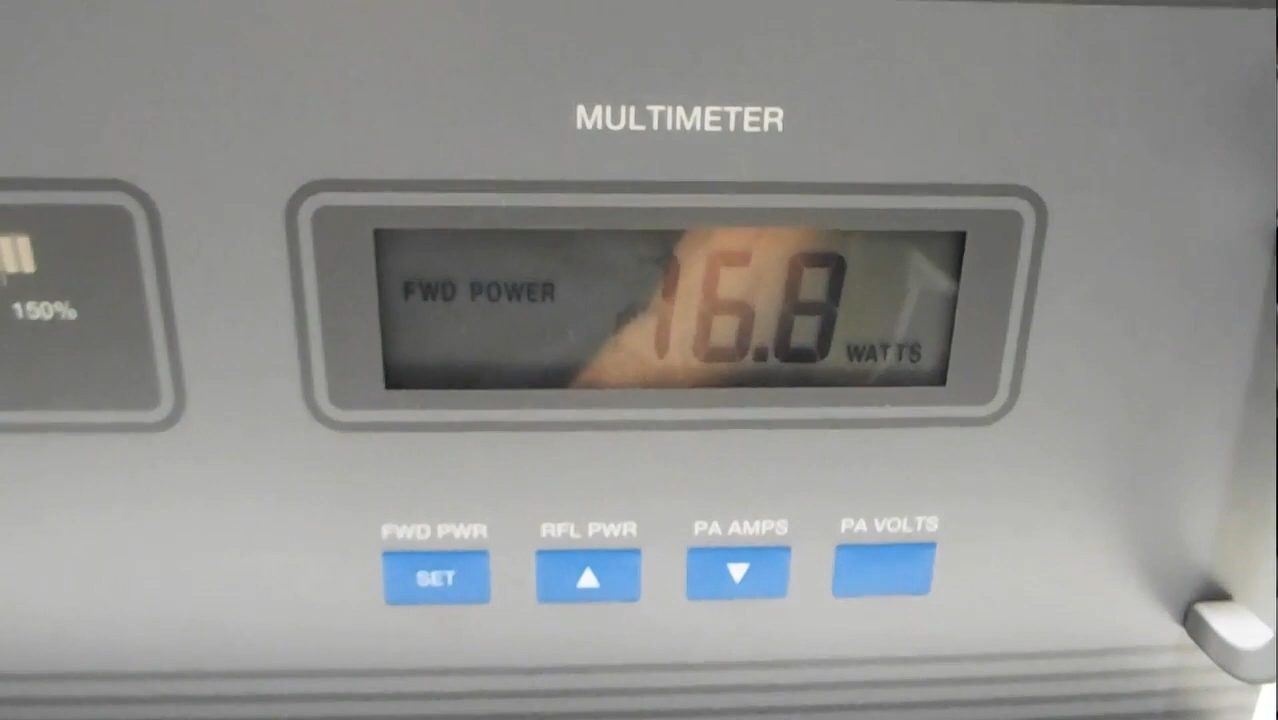 MULTIMETER
150%
FWD POWER
16.8 WATTS
FWD PWR
RFL PWR
PA AMPS
PA VOLTS
SET